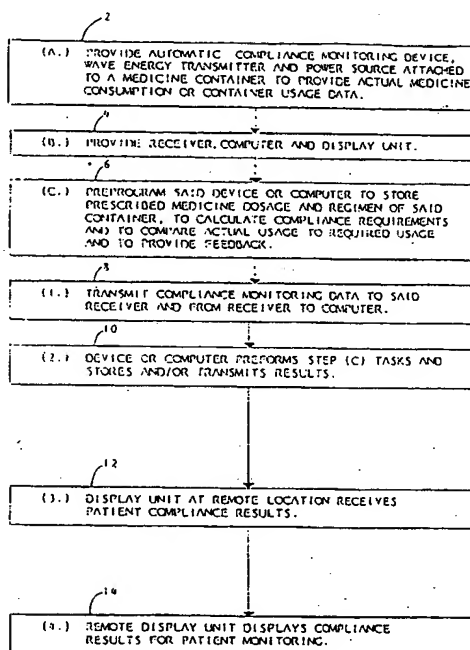 2
(A.) PROVIDE AUTOMATIC COMPLIANCE MONITORING DEVICE,
WAVE ENERGY TRANSMITTER AND POWER SOURCE ATTACHED
TO A MEDICINE CONTAINER TO PROVIDE ACTUAL MEDICINE
CONSUMPTION OR CONTAINER USAGE DATA.
4
(B.) PROVIDE RECEIVER, COMPUTER AND DISPLAY UNIT.
6
(C.) PREPROGRAM SAID DEVICE OR COMPUTER TO STORE
PRESCRIBED MEDICINE DOSAGE AND REGIMEN OF SAID
CONTAINER, TO CALCULATE COMPLIANCE REQUIREMENTS
AND TO COMPARE ACTUAL USAGE TO REQUIRED USAGE
AND TO PROVIDE FEEDBACK.
8
(1.) TRANSMIT COMPLIANCE MONITORING DATA TO SAID
RECEIVER AND FROM RECEIVER TO COMPUTER.
10
(2.) DEVICE OR COMPUTER PREFORMS STEP (C) TASKS AND
STORES AND/OR TRANSMITS RESULTS.
12
(3.) DISPLAY UNIT AT REMOTE LOCATION RECEIVES
PATIENT COMPLIANCE RESULTS.
14
(4.) REMOTE DISPLAY UNIT DISPLAYS COMPLIANCE
RESULTS FOR PATIENT MONITORING.